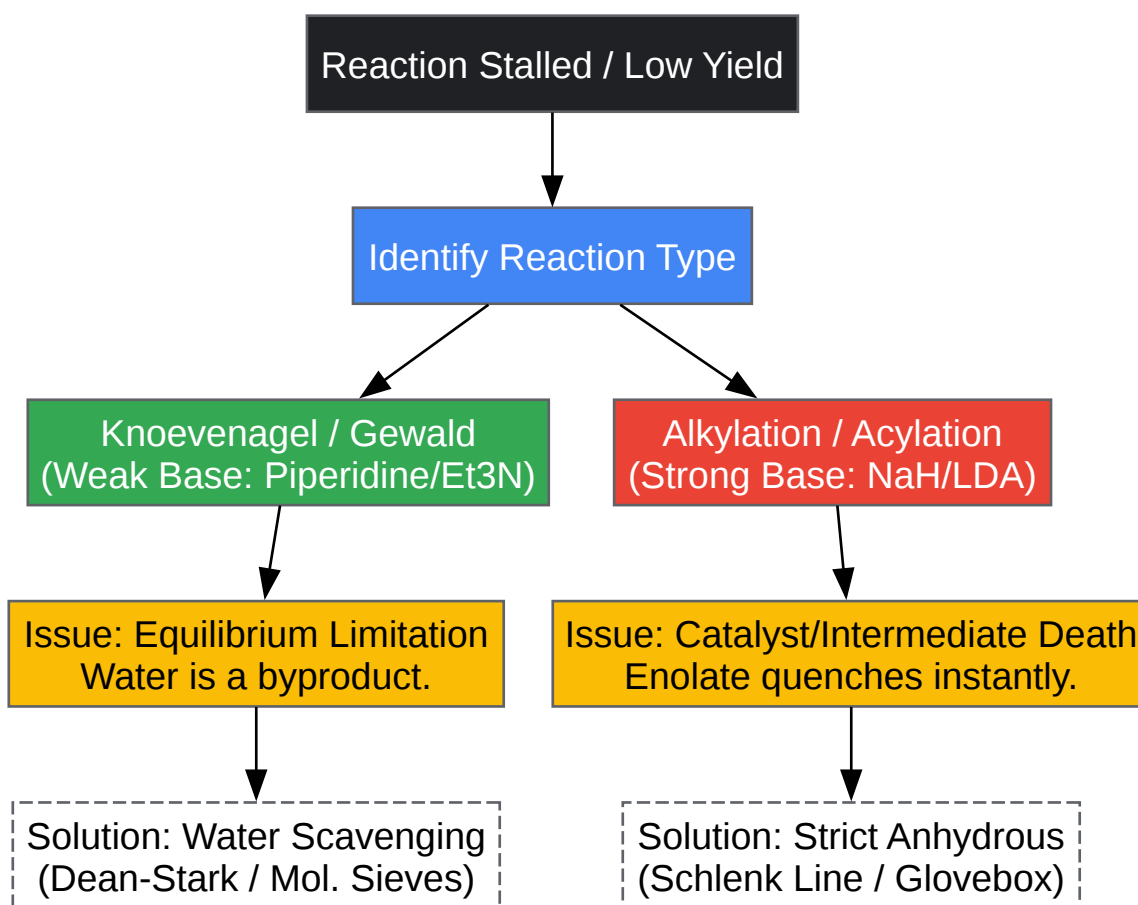 Reaction Stalled / Low Yield
Identify Reaction Type
Knoevenagel / Gewald
(Weak Base: Piperidine/Et3N)
Alkylation / Acylation
(Strong Base: NaH/LDA)
Issue: Equilibrium Limitation
Water is a byproduct.
Issue: Catalyst/Intermediate Death
Enolate quenches instantly.
Solution: Water Scavenging
(Dean-Stark / Mol. Sieves)
Solution: Strict Anhydrous
(Schlenk Line / Glovebox)